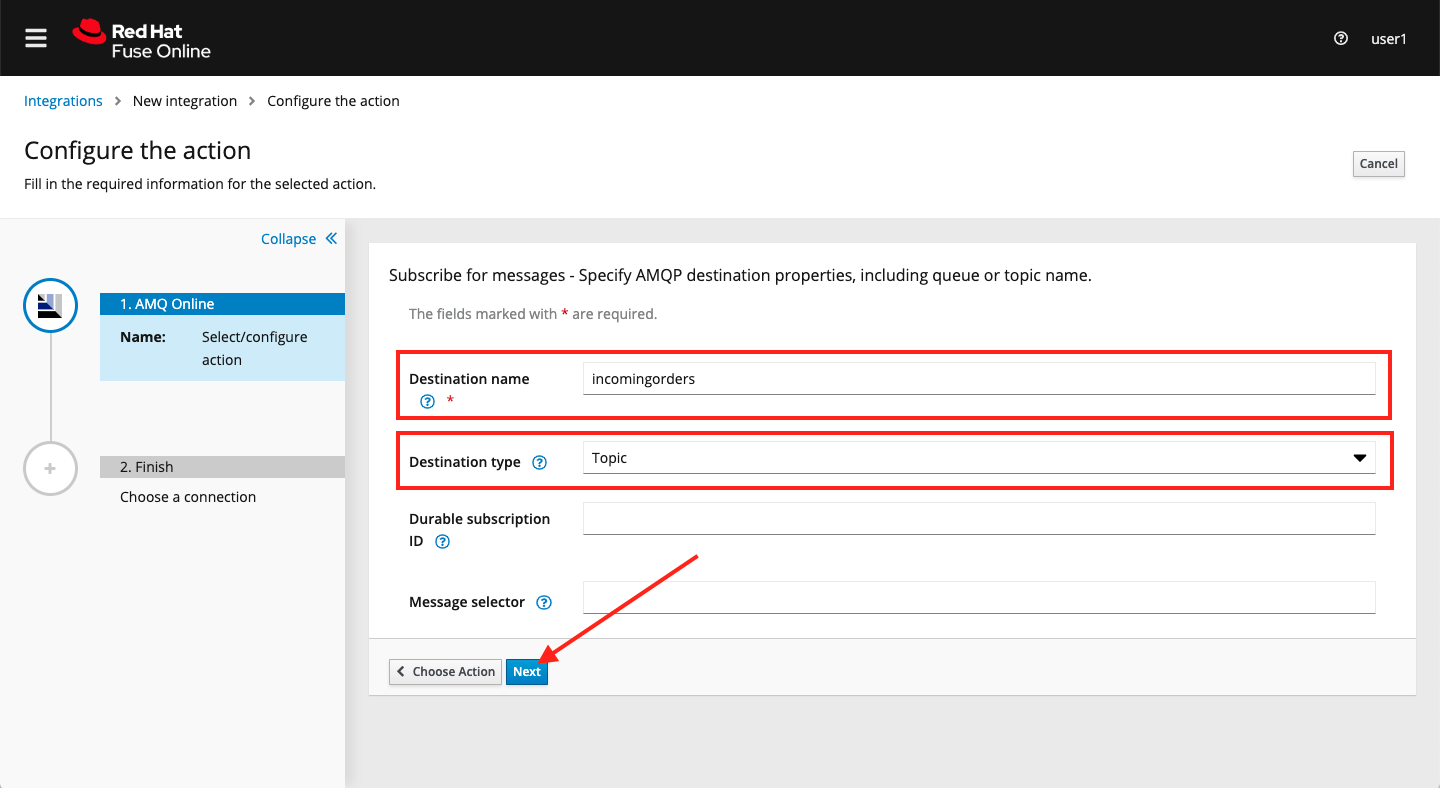 Red Hat
Fuse Online
user1
Integrations > New integration > Configure the action
Configure the action
Cancel
Fill in the required information for the selected action.
Collapse
1. AMQ Online
Name: Select/configure
action
2. Finish
Choose a connection
Subscribe for messages - Specify AMQP destination properties, including queue or topic name.
The fields marked with * are required.
Destination name
*
incomingorders
Destination type
Topic
Durable subscription
ID
Message selector
Choose Action
Next